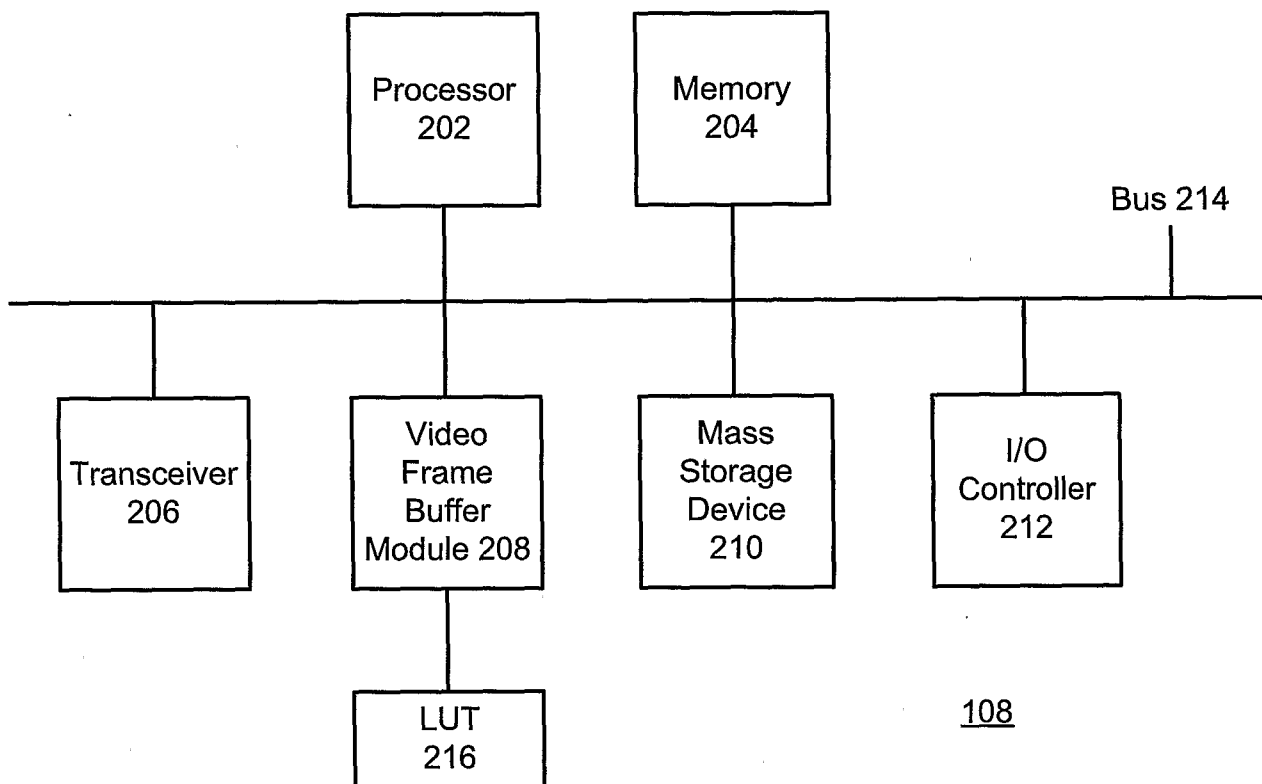 Processor
202
Memory
204
Bus 214
Transceiver
206
Video
Frame
Buffer
Module 208
Mass
Storage
Device
210
I/O
Controller
212
LUT
216
108